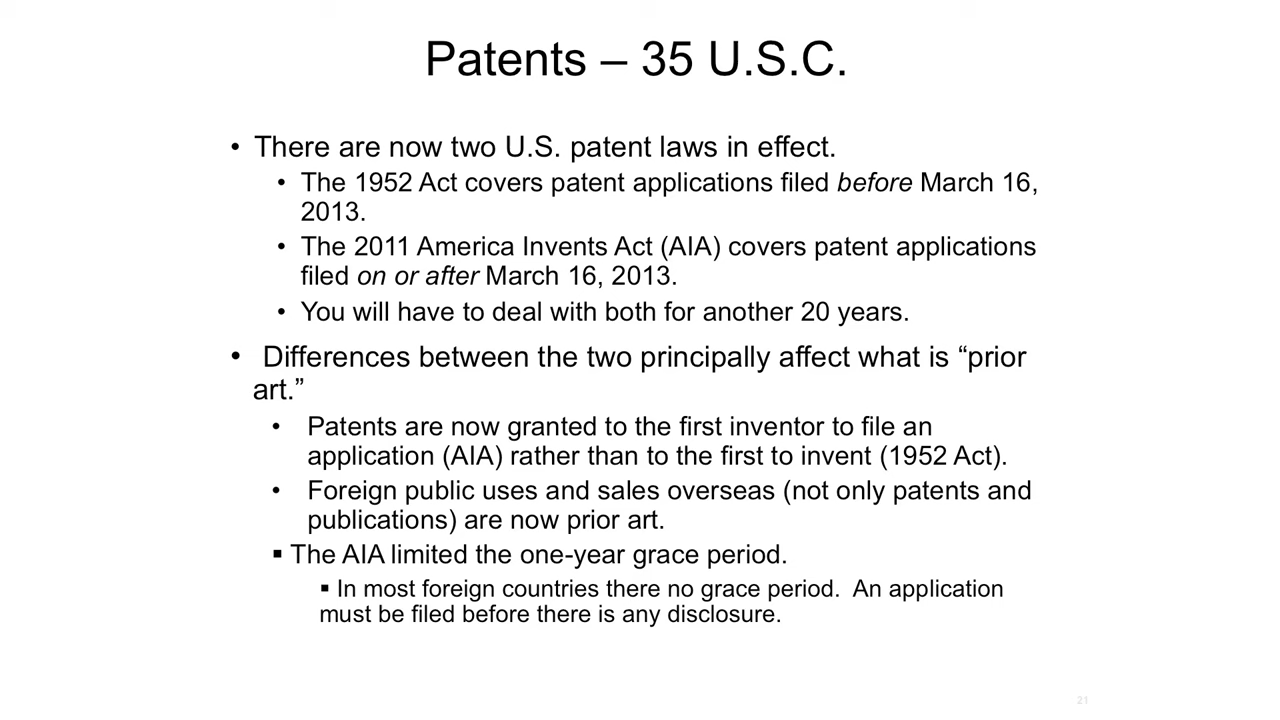 Patents – 35 U.S.C.
• There are now two U.S. patent laws in effect.
• The 1952 Act covers patent applications filed before March 16,
2013.
• The 2011 America Invents Act (AIA) covers patent applications
filed on or after March 16, 2013.
• You will have to deal with both for another 20 years.
• Differences between the two principally affect what is “prior
art.”
• Patents are now granted to the first inventor to file an
application (AIA) rather than to the first to invent (1952 Act).
• Foreign public uses and sales overseas (not only patents and
publications) are now prior art.
▪ The AIA limited the one-year grace period.
▪ In most foreign countries there no grace period.  An application
must be filed before there is any disclosure.
21